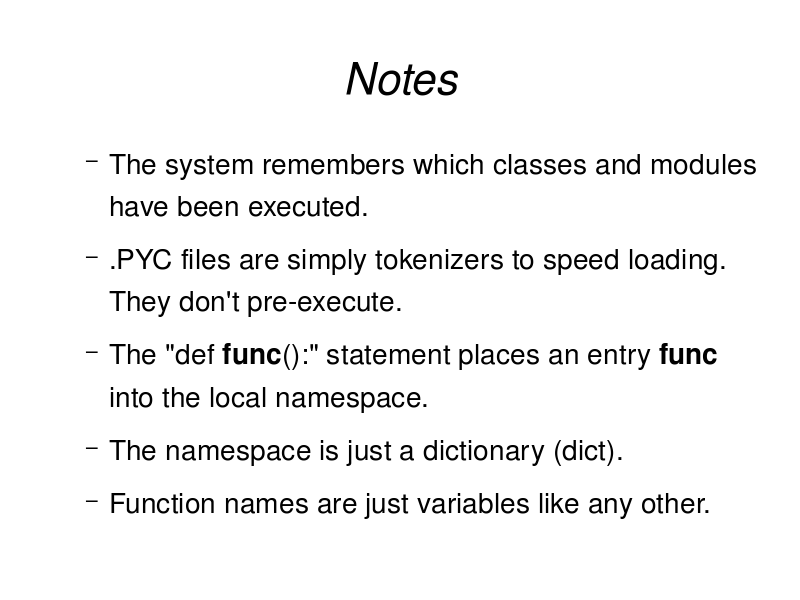 Notes
– The system remembers which classes and modules
have been executed.
– .PYC files are simply tokenizers to speed loading.
They don't pre-execute.
– The "def func():" statement places an entry func
into the local namespace.
– The namespace is just a dictionary (dict).
– Function names are just variables like any other.